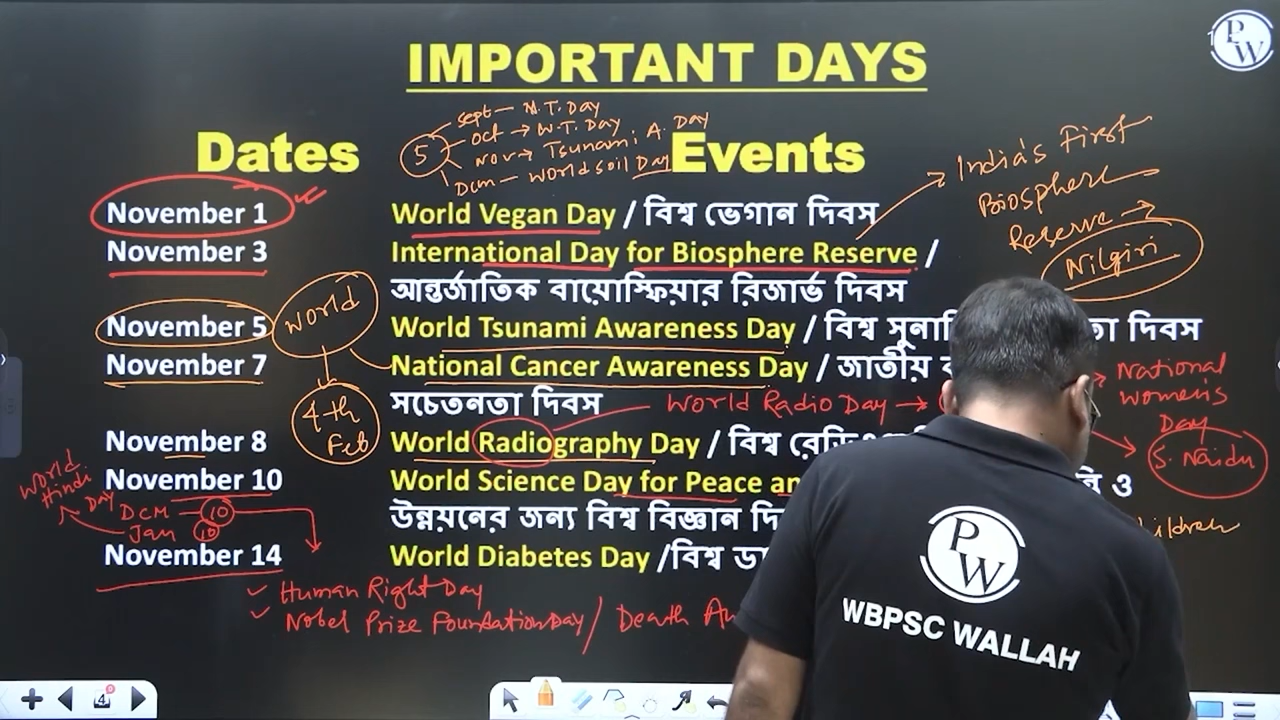 IMPORTANT DAYS
PW
Dates
Events
5
Sept — N.T. Day
Oct → W.T. Day
Nov → Tsunami A. Day
Dcm — World soil Day
India's First
Biosphere
Reserve →
Nilgiri
November 1
World Vegan Day / বিশ্ব ভেগান দিবস
November 3
International Day for Biosphere Reserve /
আন্তর্জাতিক বায়োস্ফিয়ার রিজার্ভ দিবস
World
November 5
World Tsunami Awareness Day / বিশ্ব সুনা
তা দিবস
November 7
National Cancer Awareness Day / জাতীয়
সচেতনতা দিবস
4th
Feb
World Radio Day →
National
women's
Day
S. Naidu
November 8
World Radiography Day / বিশ্ব
November 10
World Science Day for Peace an
ও
উন্নয়নের জন্য বিশ্ব বিজ্ঞান দি
World
Hindi
Day
DCM — 10
Jan 10
ildren
November 14
World Diabetes Day /বিশ্ব ডা
Human Right Day
Nobel Prize Foundation Day / Death An
PW
WBPSC WALLAH
4